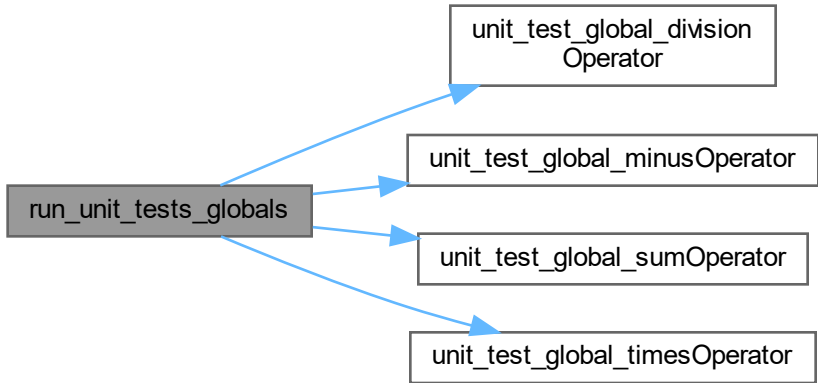 unit_test_global_division
Operator
unit_test_global_minusOperator
run_unit_tests_globals
unit_test_global_sumOperator
unit_test_global_timesOperator